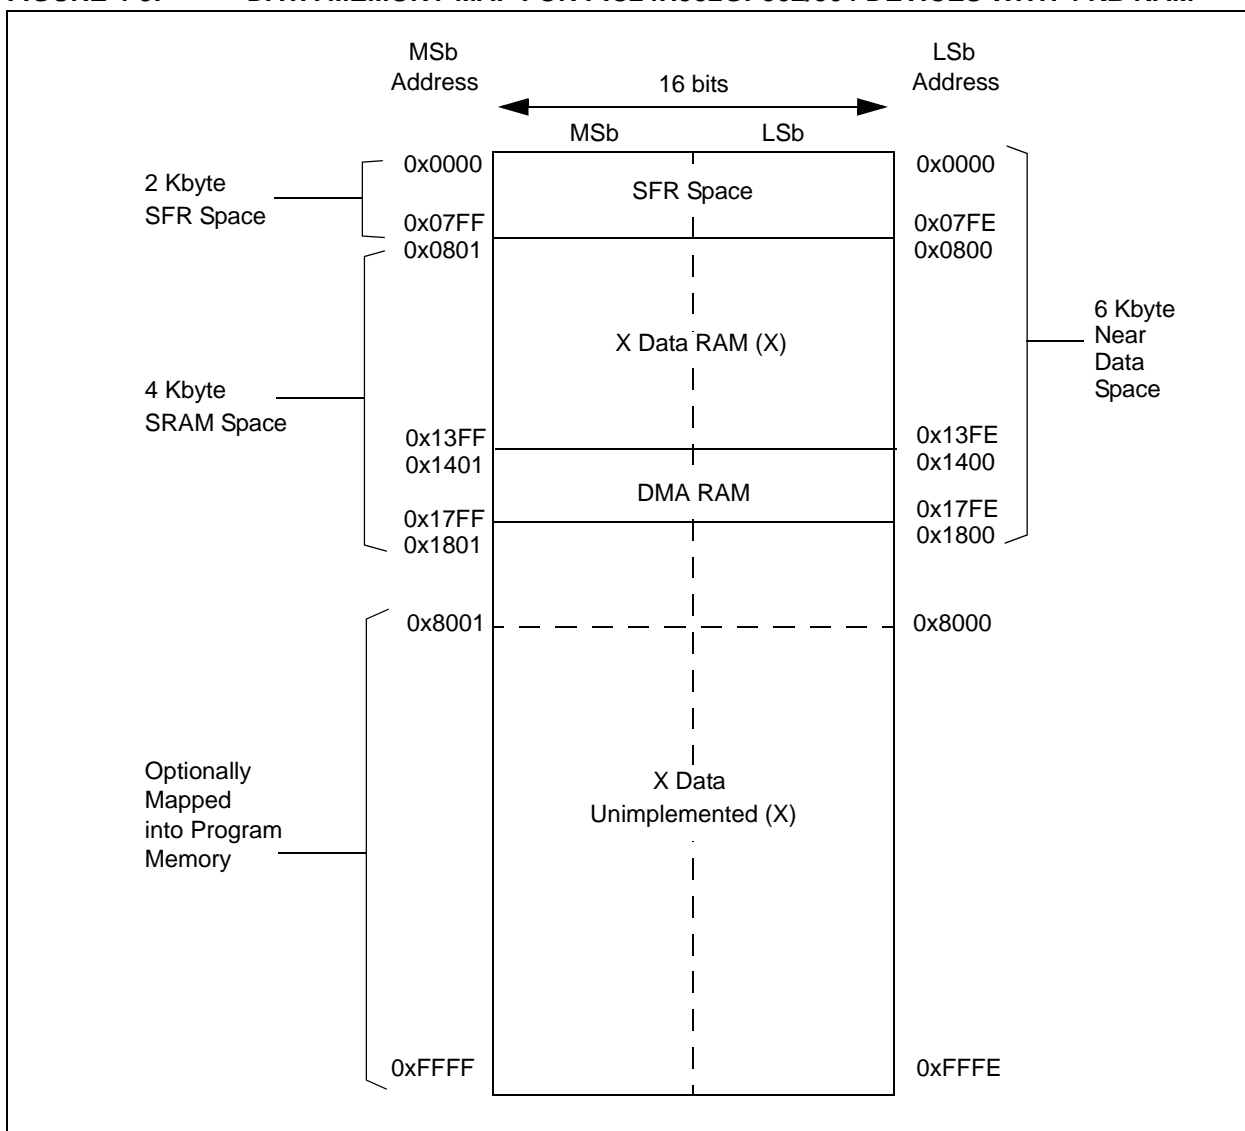 MSb
Address
LSb
Address
16 bits
MSb
LSb
0x0000
0x0000
2 Kbyte
SFR Space
SFR Space
0x07FF
0x07FE
0x0801
0x0800
6 Kbyte
Near
Data
Space
X Data RAM (X)
4 Kbyte
SRAM Space
0x13FF
0x13FE
0x1401
0x1400
DMA RAM
0x17FF
0x17FE
0x1801
0x1800
0x8001
0x8000
Optionally
Mapped
into Program
Memory
X Data
Unimplemented (X)
0xFFFF
0xFFFE